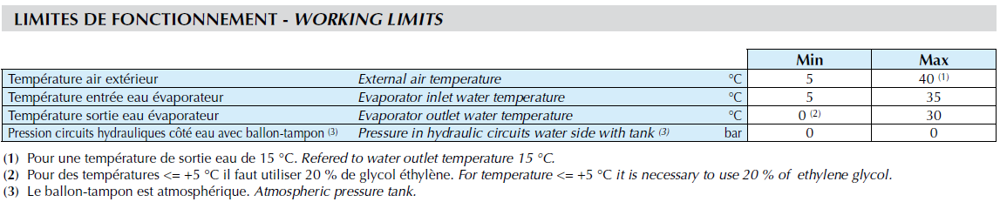 LIMITES DE FONCTIONNEMENT - WORKING LIMITS
Min Max
Température air extérieur External air temperature °C 5 40 (1)
Température entrée eau évaporateur Evaporator inlet water temperature °C 5 35
Température sortie eau évaporateur Evaporator outlet water temperature °C 0 (2) 30
Pression circuits hydrauliques côté eau avec ballon-tampon (3) Pressure in hydraulic circuits water side with tank (3) bar 0 0
(1) Pour une température de sortie eau de 15 °C. Refered to water outlet temperature 15 °C.
(2) Pour des températures <= +5 °C il faut utiliser 20 % de glycol éthylène. For temperature <= +5 °C it is necessary to use 20 % of ethylene glycol.
(3) Le ballon-tampon est atmosphérique. Atmospheric pressure tank.